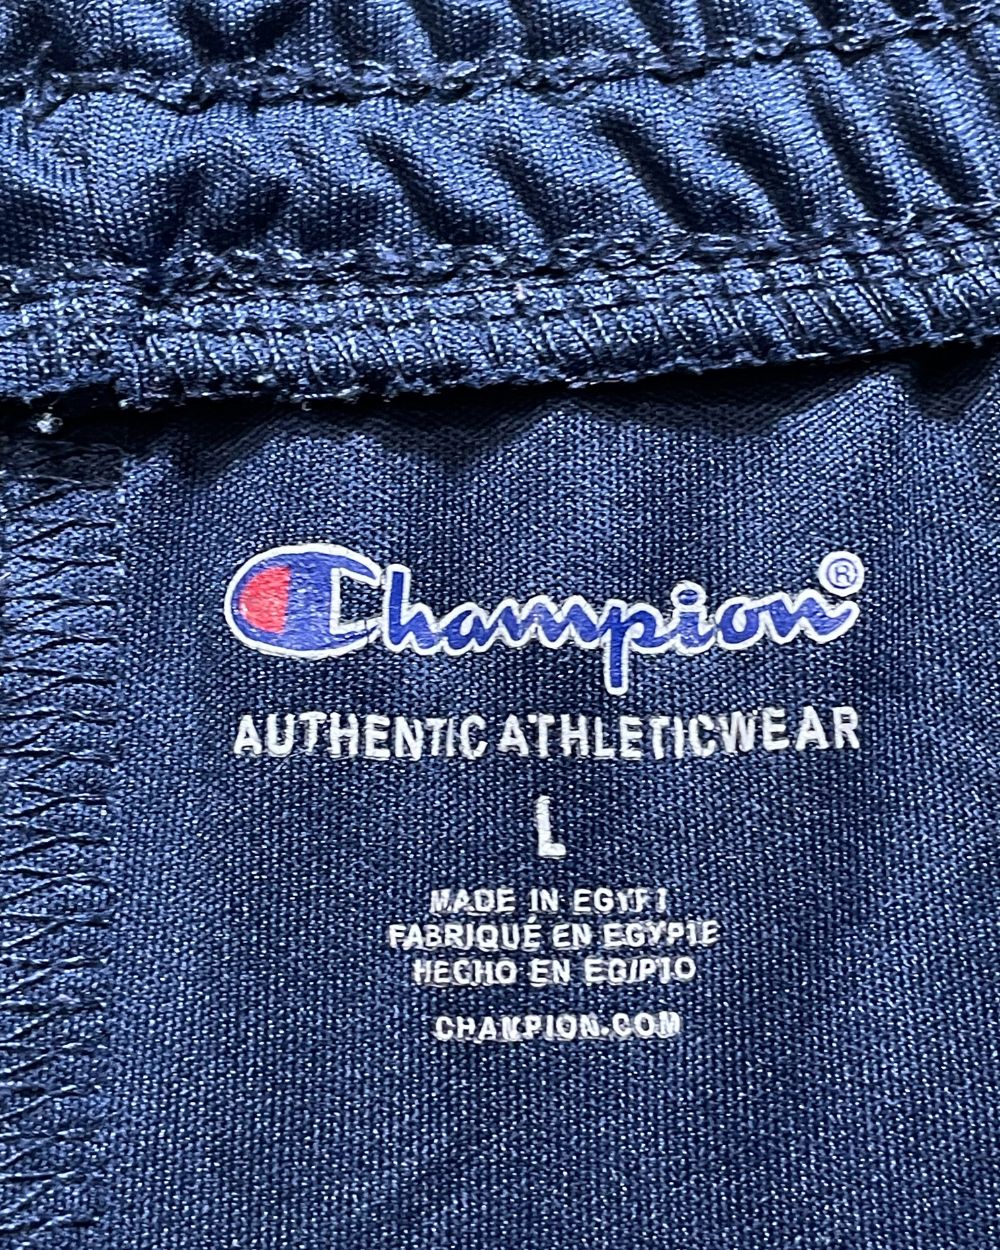 Champion®
AUTHENTIC ATHLETICWEAR
L
MADE IN EGYPT
FABRIQUÉ EN EGYPTE
HECHO EN EGIPTO
CHAMPION.COM